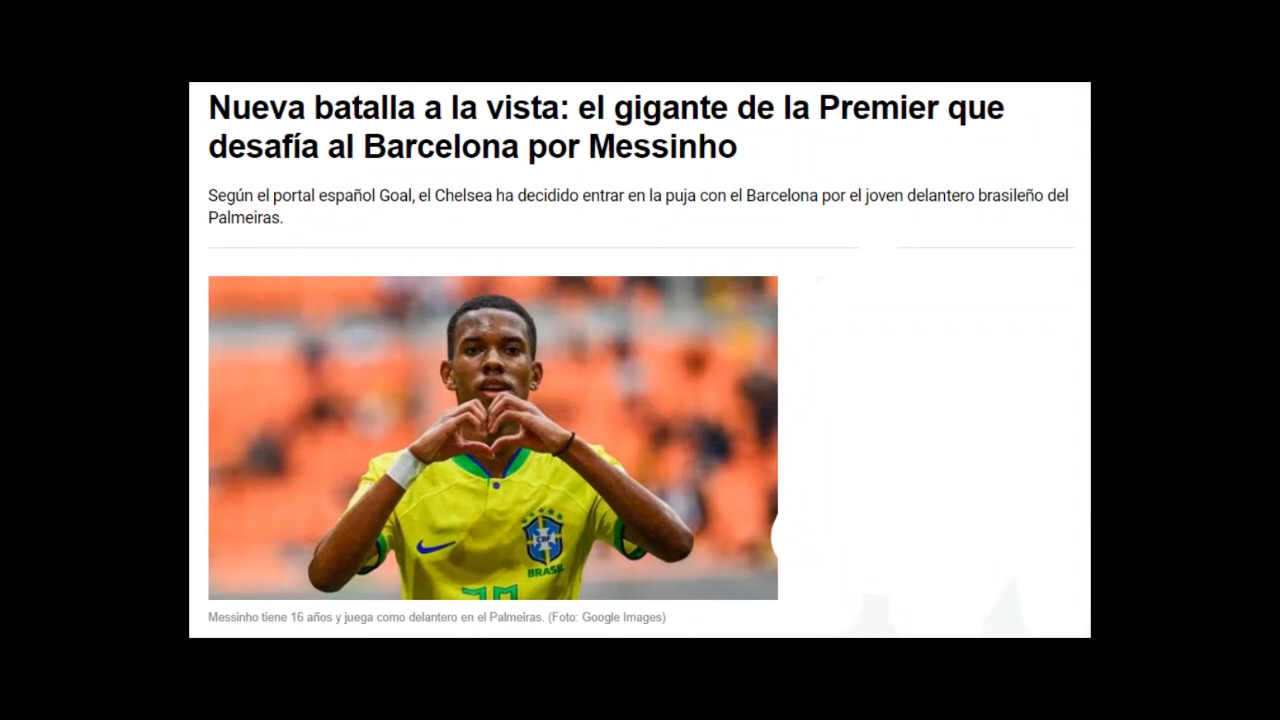 Nueva batalla a la vista: el gigante de la Premier que
desafía al Barcelona por Messinho
Según el portal español Goal, el Chelsea ha decidido entrar en la puja con el Barcelona por el joven delantero brasileño del
Palmeiras.
CBF
BRASIL
Messinho tiene 16 años y juega como delantero en el Palmeiras. (Foto: Google Images)